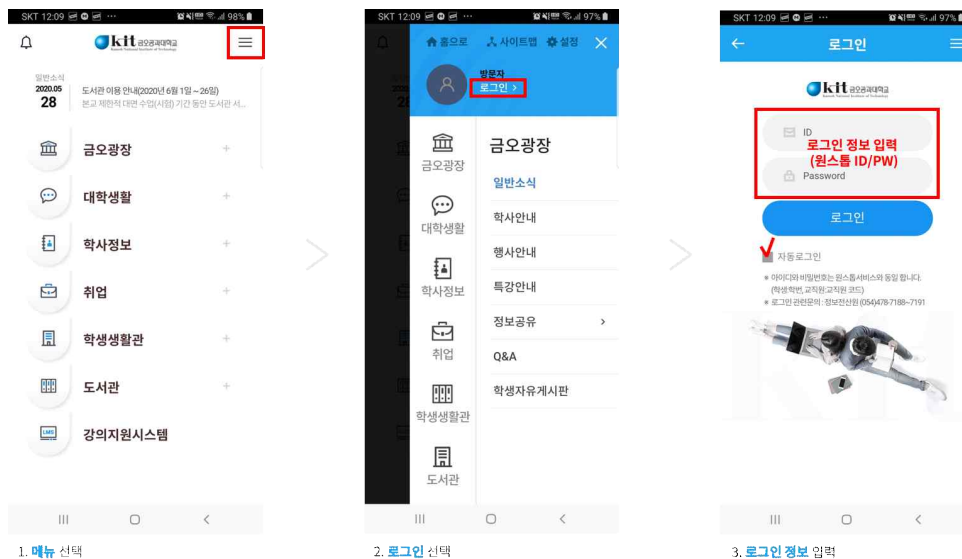 SKT 12:09
98%
kit 금오공과대학교
일반소식
2020.05
28
도서관 이용 안내(2020년 6월 1일 ~ 26일)
본교 제한적 대면 수업(시험) 기간 동안 도서관 서...
금오광장
대학생활
학사정보
취업
학생생활관
도서관
LMS
강의지원시스템
1. 메뉴 선택
SKT 12:09
97%
홈으로 사이트맵 설정
방문자
로그인 >
금오광장
대학생활
학사정보
취업
학생생활관
도서관
금오광장
일반소식
학사안내
행사안내
특강안내
정보공유 >
Q&A
학생자유게시판
2. 로그인 선택
SKT 12:09
97%
로그인
kit 금오공과대학교
ID
로그인 정보 입력
(원스톱 ID/PW)
Password
로그인
자동로그인
※ 아이디와 비밀번호는 원스톱서비스와 동일 합니다.
(학생:학번, 교직원:교직원 코드)
※ 로그인 관련문의 : 정보전산원 (054)478-7188~7191
3. 로그인 정보 입력